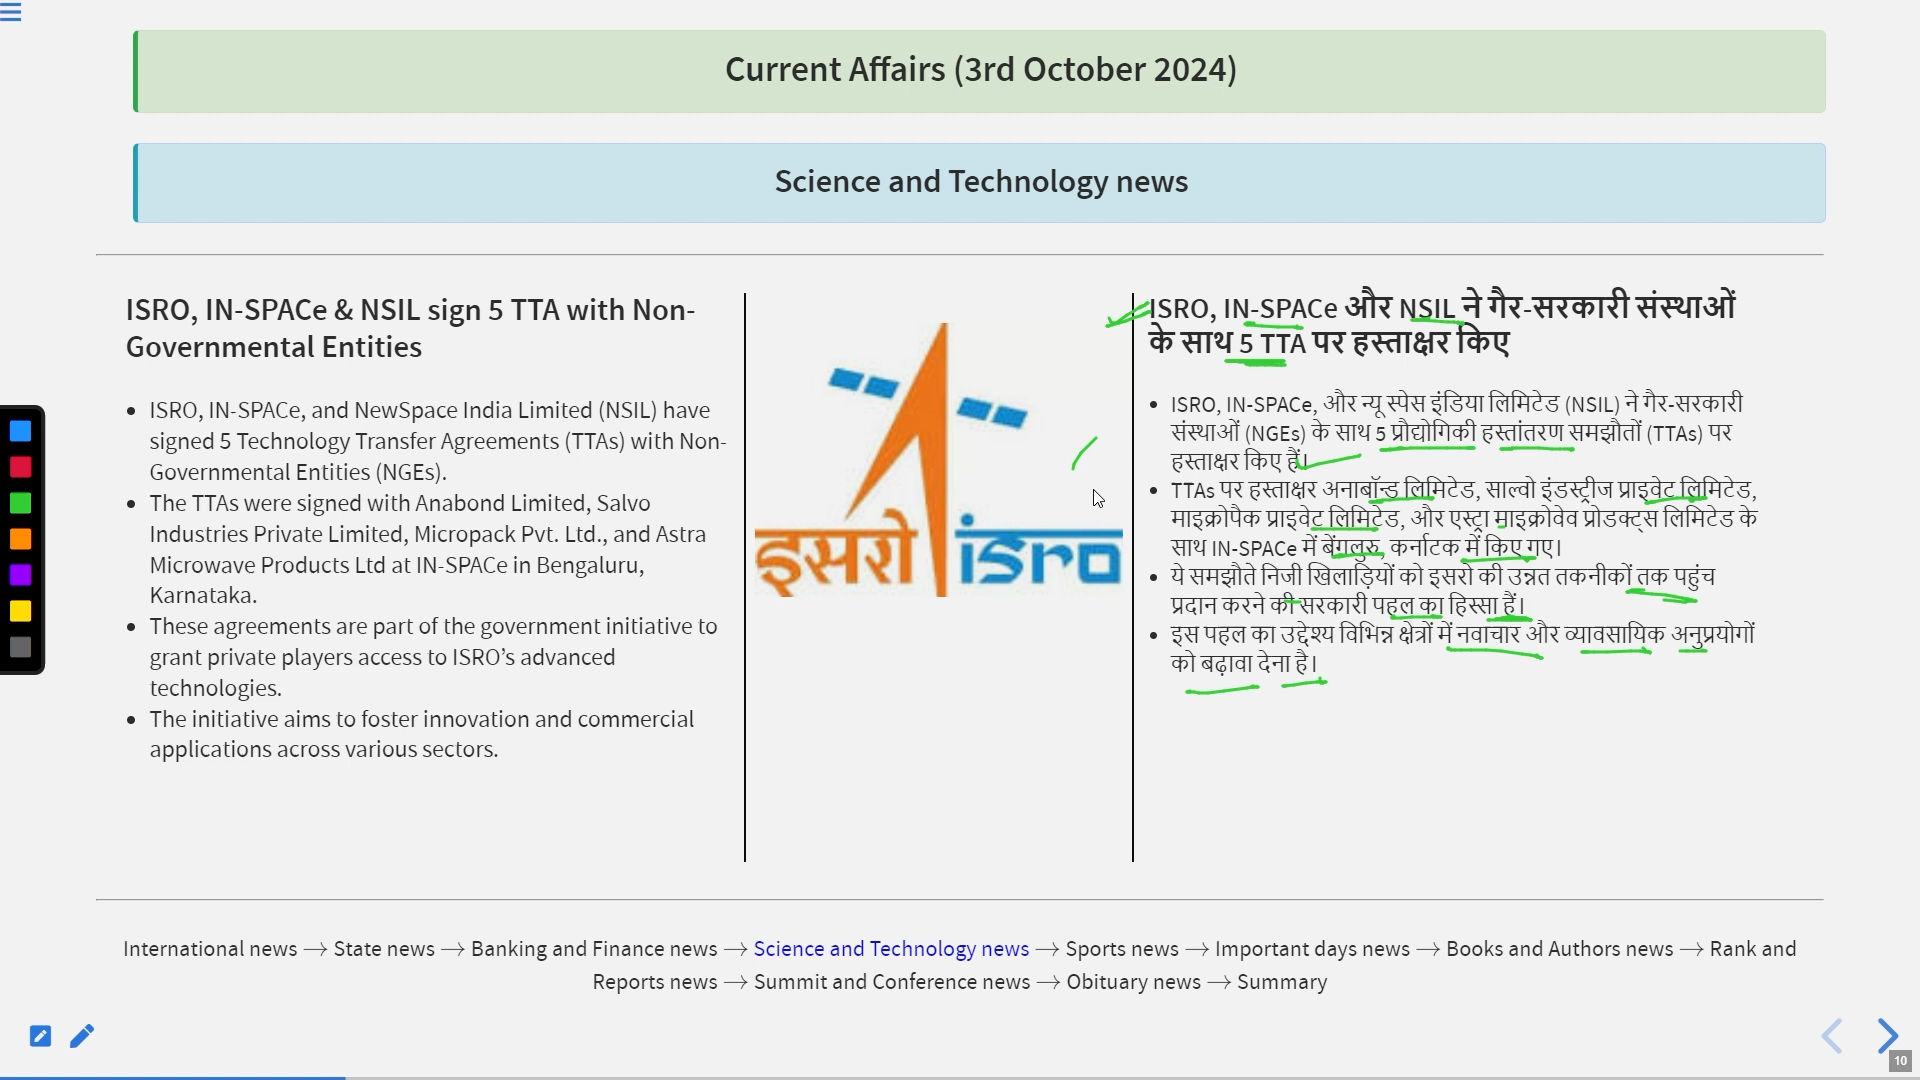 Current Affairs (3rd October 2024)
Science and Technology news
ISRO, IN-SPACe & NSIL sign 5 TTA with Non-
Governmental Entities
• ISRO, IN-SPACe, and NewSpace India Limited (NSIL) have
signed 5 Technology Transfer Agreements (TTAs) with Non-
Governmental Entities (NGEs).
• The TTAs were signed with Anabond Limited, Salvo
Industries Private Limited, Micropack Pvt. Ltd., and Astra
Microwave Products Ltd at IN-SPACe in Bengaluru,
Karnataka.
• These agreements are part of the government initiative to
grant private players access to ISRO’s advanced
technologies.
• The initiative aims to foster innovation and commercial
applications across various sectors.
इसरो isro
ISRO, IN-SPACe और NSIL ने गैर-सरकारी संस्थाओं
के साथ 5 TTA पर हस्ताक्षर किए
• ISRO, IN-SPACe, और न्यू स्पेस इंडिया लिमिटेड (NSIL) ने गैर-सरकारी
संस्थाओं (NGEs) के साथ 5 प्रौद्योगिकी हस्तांतरण समझौतों (TTAs) पर
हस्ताक्षर किए हैं।
• TTAs पर हस्ताक्षर अनाबॉन्ड लिमिटेड, साल्वो इंडस्ट्रीज प्राइवेट लिमिटेड,
माइक्रोपैक प्राइवेट लिमिटेड, और एस्ट्रा माइक्रोवेव प्रोडक्ट्स लिमिटेड के
साथ IN-SPACe में बेंगलुरु, कर्नाटक में किए गए।
• ये समझौते निजी खिलाड़ियों को इसरो की उन्नत तकनीकों तक पहुंच
प्रदान करने की सरकारी पहल का हिस्सा हैं।
• इस पहल का उद्देश्य विभिन्न क्षेत्रों में नवाचार और व्यावसायिक अनुप्रयोगों
को बढ़ावा देना है।
International news → State news → Banking and Finance news → Science and Technology news → Sports news → Important days news → Books and Authors news → Rank and
Reports news → Summit and Conference news → Obituary news → Summary
10